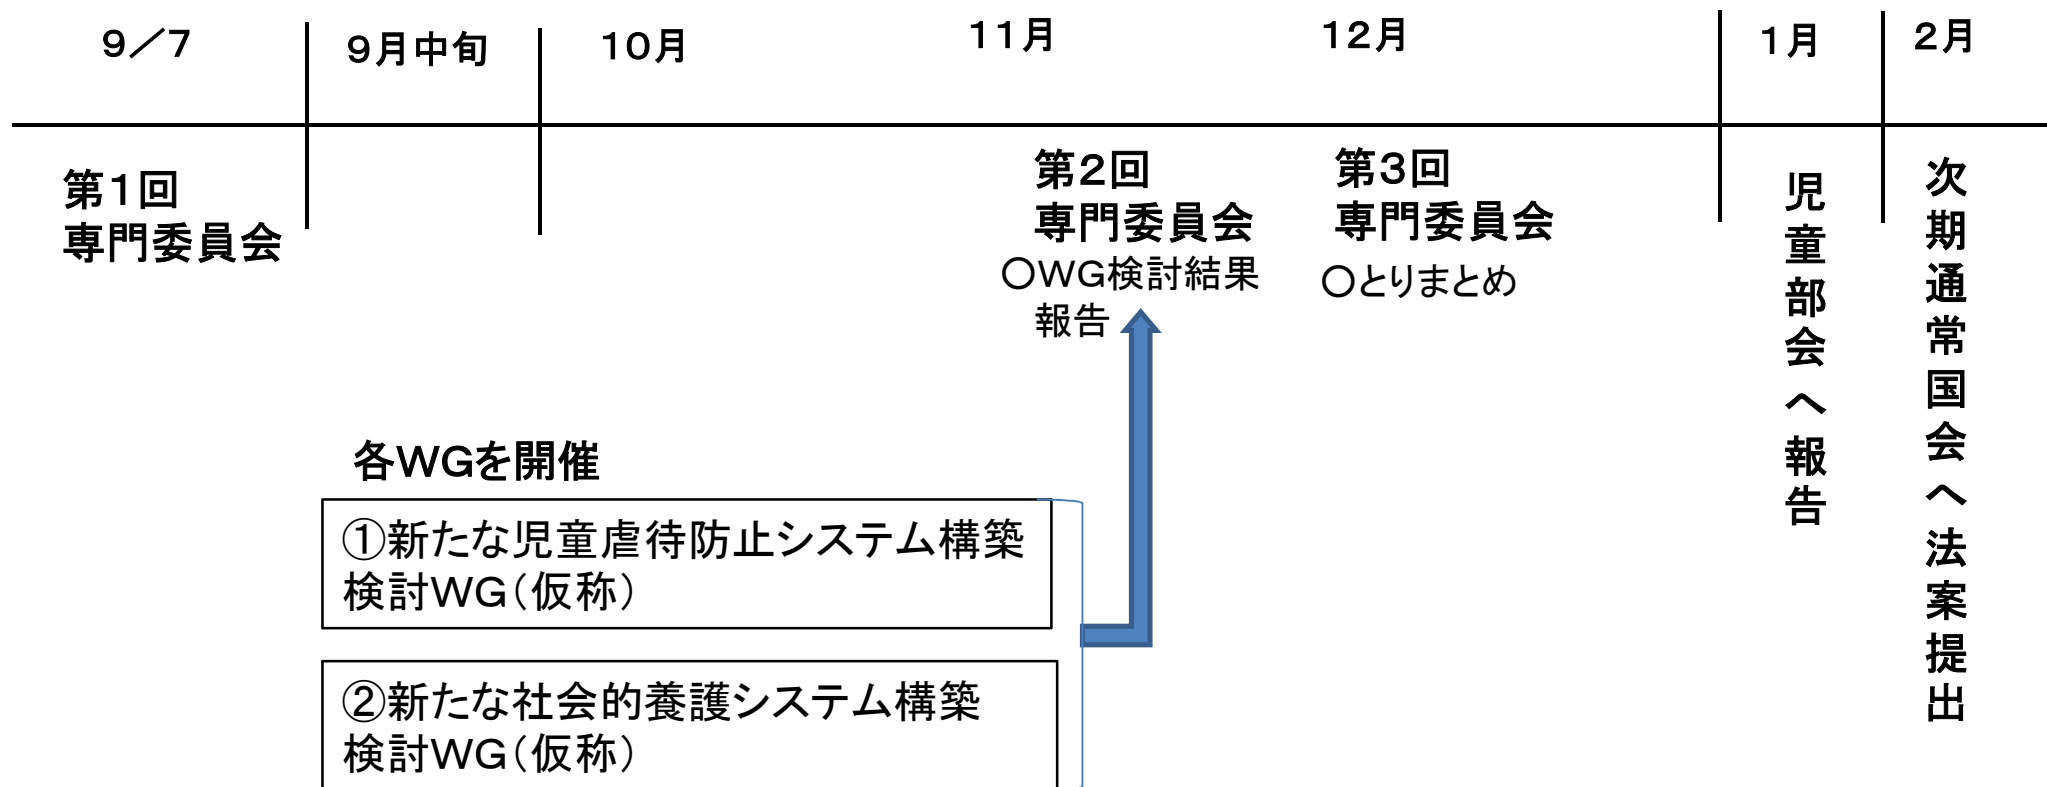 ９／７
９月中旬
１０月
１１月
１２月
１月
２月
第１回
専門委員会
第２回
専門委員会
○ＷＧ検討結果
報告
第３回
専門委員会
○とりまとめ
児童部会へ報告
次期通常国会へ法案提出
各ＷＧを開催
①新たな児童虐待防止システム構築
検討ＷＧ（仮称）
②新たな社会的養護システム構築
検討ＷＧ（仮称）